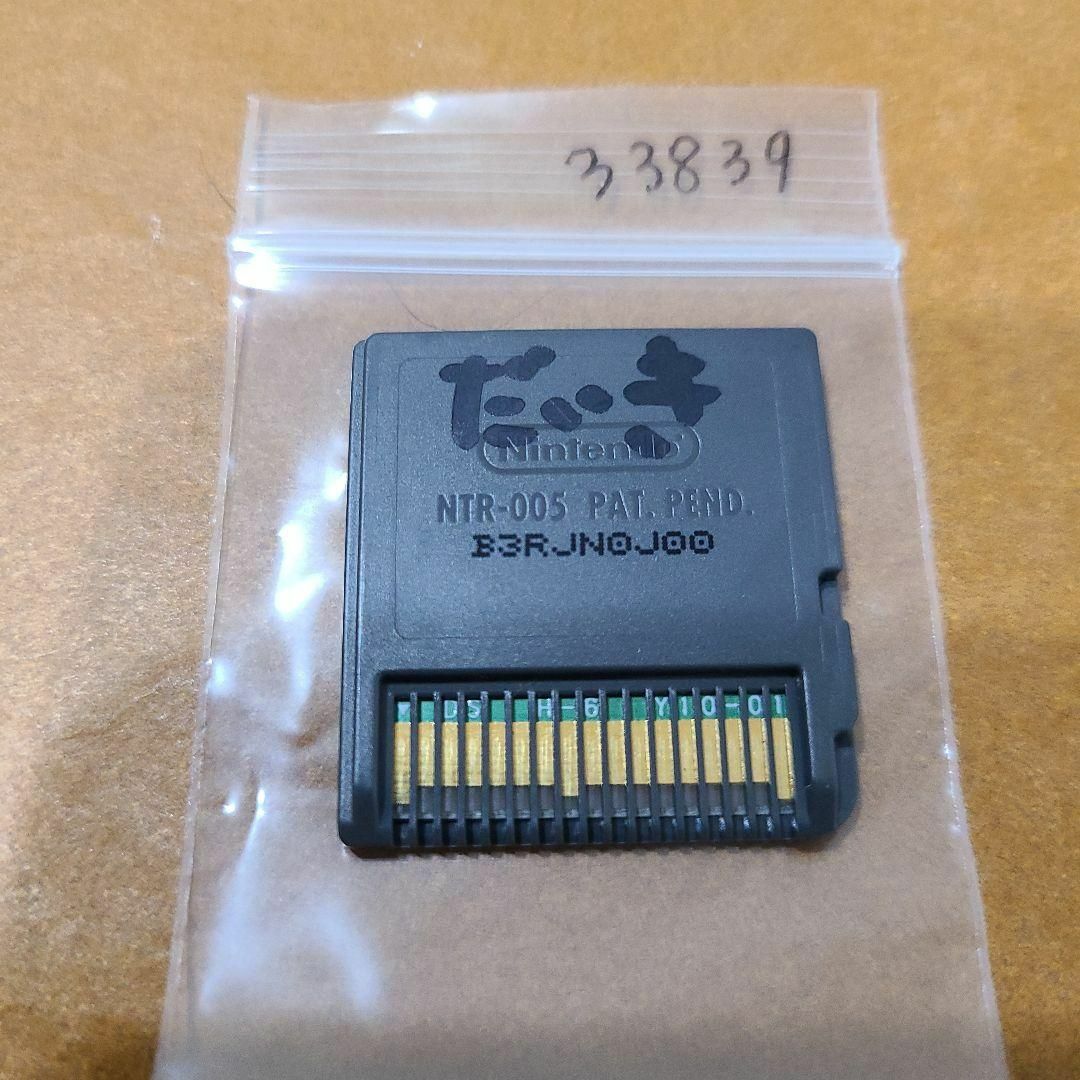 33839
だいき
Nintendo
NTR-005 PAT. PEND.
B3RJN0J00
DS H-6 Y10-01